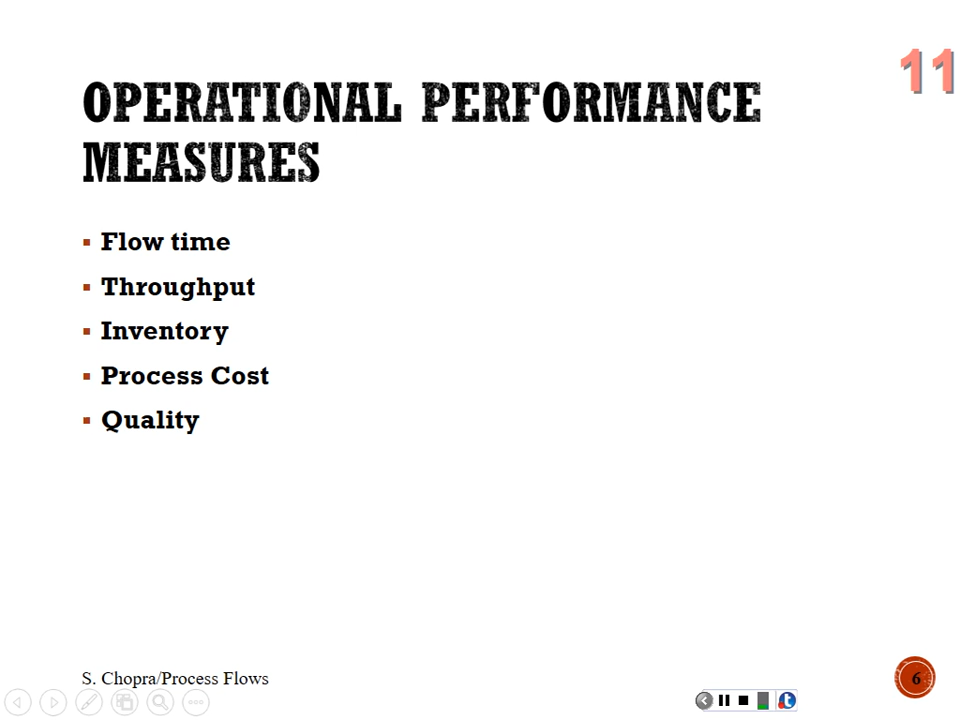 11
OPERATIONAL PERFORMANCE
MEASURES
▪ Flow time
▪ Throughput
▪ Inventory
▪ Process Cost
▪ Quality
S. Chopra/Process Flows
6